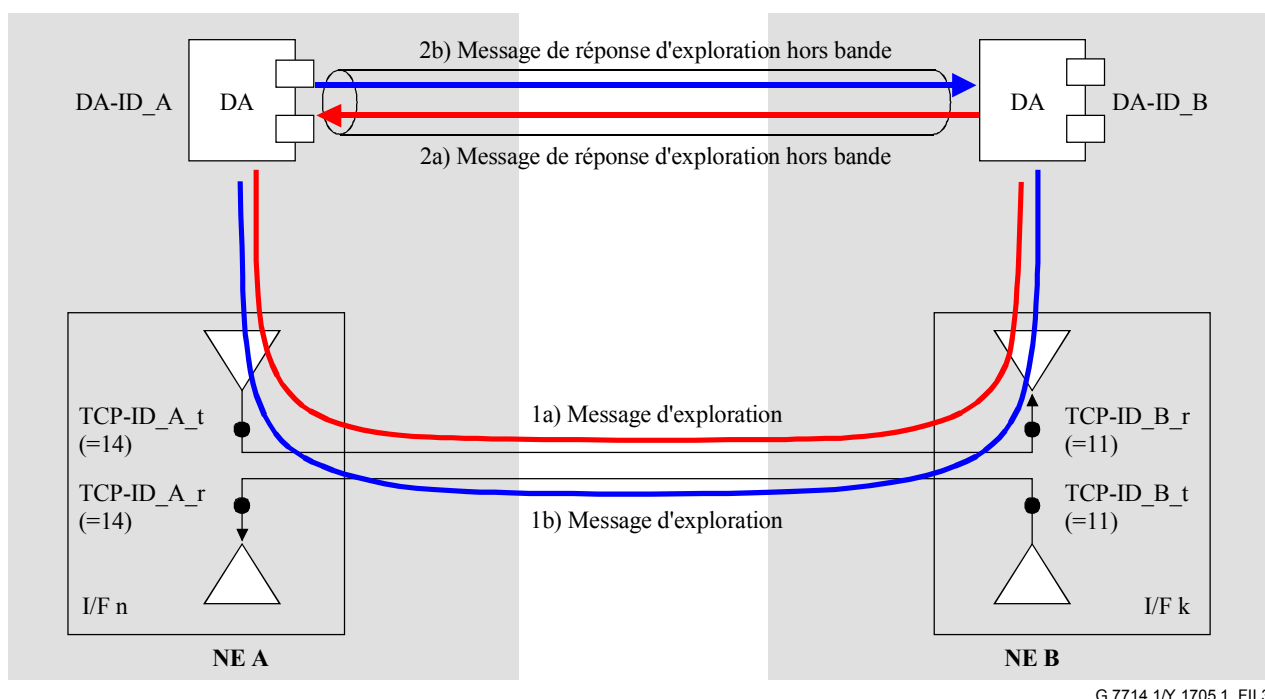 2b) Message de réponse d'exploration hors bande
DA-ID_A
DA
DA
DA-ID_B
2a) Message de réponse d'exploration hors bande
1a) Message d'exploration
TCP-ID_A_t
(=14)
TCP-ID_B_r
(=11)
TCP-ID_A_r
(=14)
TCP-ID_B_t
(=11)
1b) Message d'exploration
I/F n
I/F k
NE A
NE B